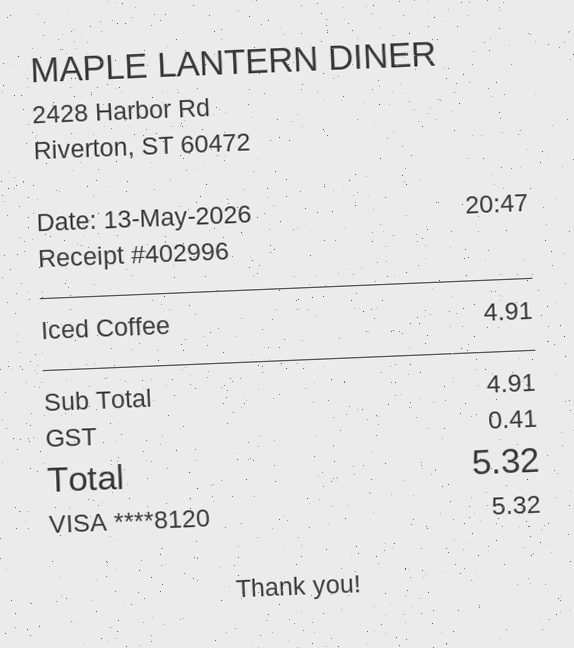 MAPLE LANTERN DINER
2428 Harbor Rd
Riverton, ST 60472
Date: 13-May-2026 20:47
Receipt #402996
Iced Coffee 4.91
Sub Total 4.91
GST 0.41
Total 5.32
VISA ****8120 5.32
Thank you!